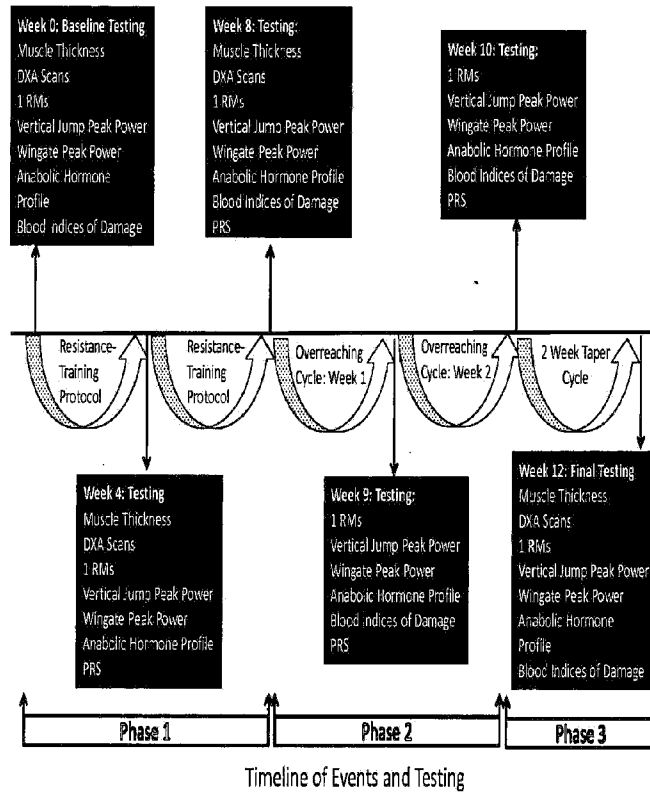 Week 0: Baseline Testing
Muscle Thickness
DXA Scans
1 RMs
Vertical Jump Peak Power
Wingate Peak Power
Anabolic Hormone
Profile
Blood Indices of Damage
Week 8: Testing:
Muscle Thickness
DXA Scans
1 RMs
Vertical Jump Peak Power
Wingate Peak Power
Anabolic Hormone Profile
Blood Indices of Damage
PRS
Week 10: Testing:
1 RMs
Vertical Jump Peak Power
Wingate Peak Power
Anabolic Hormone Profile
Blood Indices of Damage
PRS
Resistance-
Training
Protocol
Resistance-
Training
Protocol
Overreaching
Cycle: Week 1
Overreaching
Cycle: Week 2
2 Week Taper
Cycle
Week 4: Testing
Muscle Thickness
DXA Scans
1 RMs
Vertical Jump Peak Power
Wingate Peak Power
Anabolic Hormone Profile
PRS
Week 9: Testing:
1 RMs
Vertical Jump Peak Power
Wingate Peak Power
Anabolic Hormone Profile
Blood Indices of Damage
PRS
Week 12: Final Testing
Muscle Thickness
DXA Scans
1 RMs
Vertical Jump Peak Power
Wingate Peak Power
Anabolic Hormone
Profile
Blood Indices of Damage
Phase 1
Phase 2
Phase 3
Timeline of Events and Testing